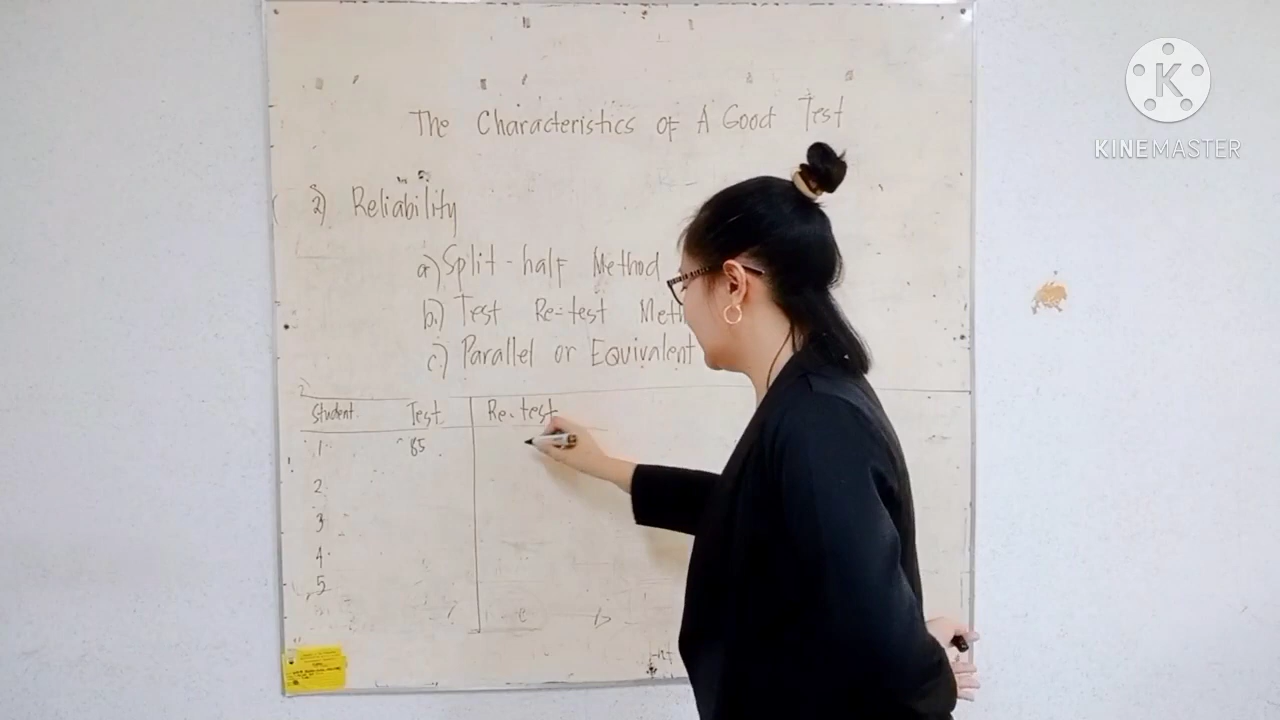 KINEMASTER
The Characteristics of A Good Test
2) Reliability
a) Split-half Method
b.) Test Re-test Meth
c) Parallel or Equivalent
Student Test Re-test
1 85
2
3
4
5